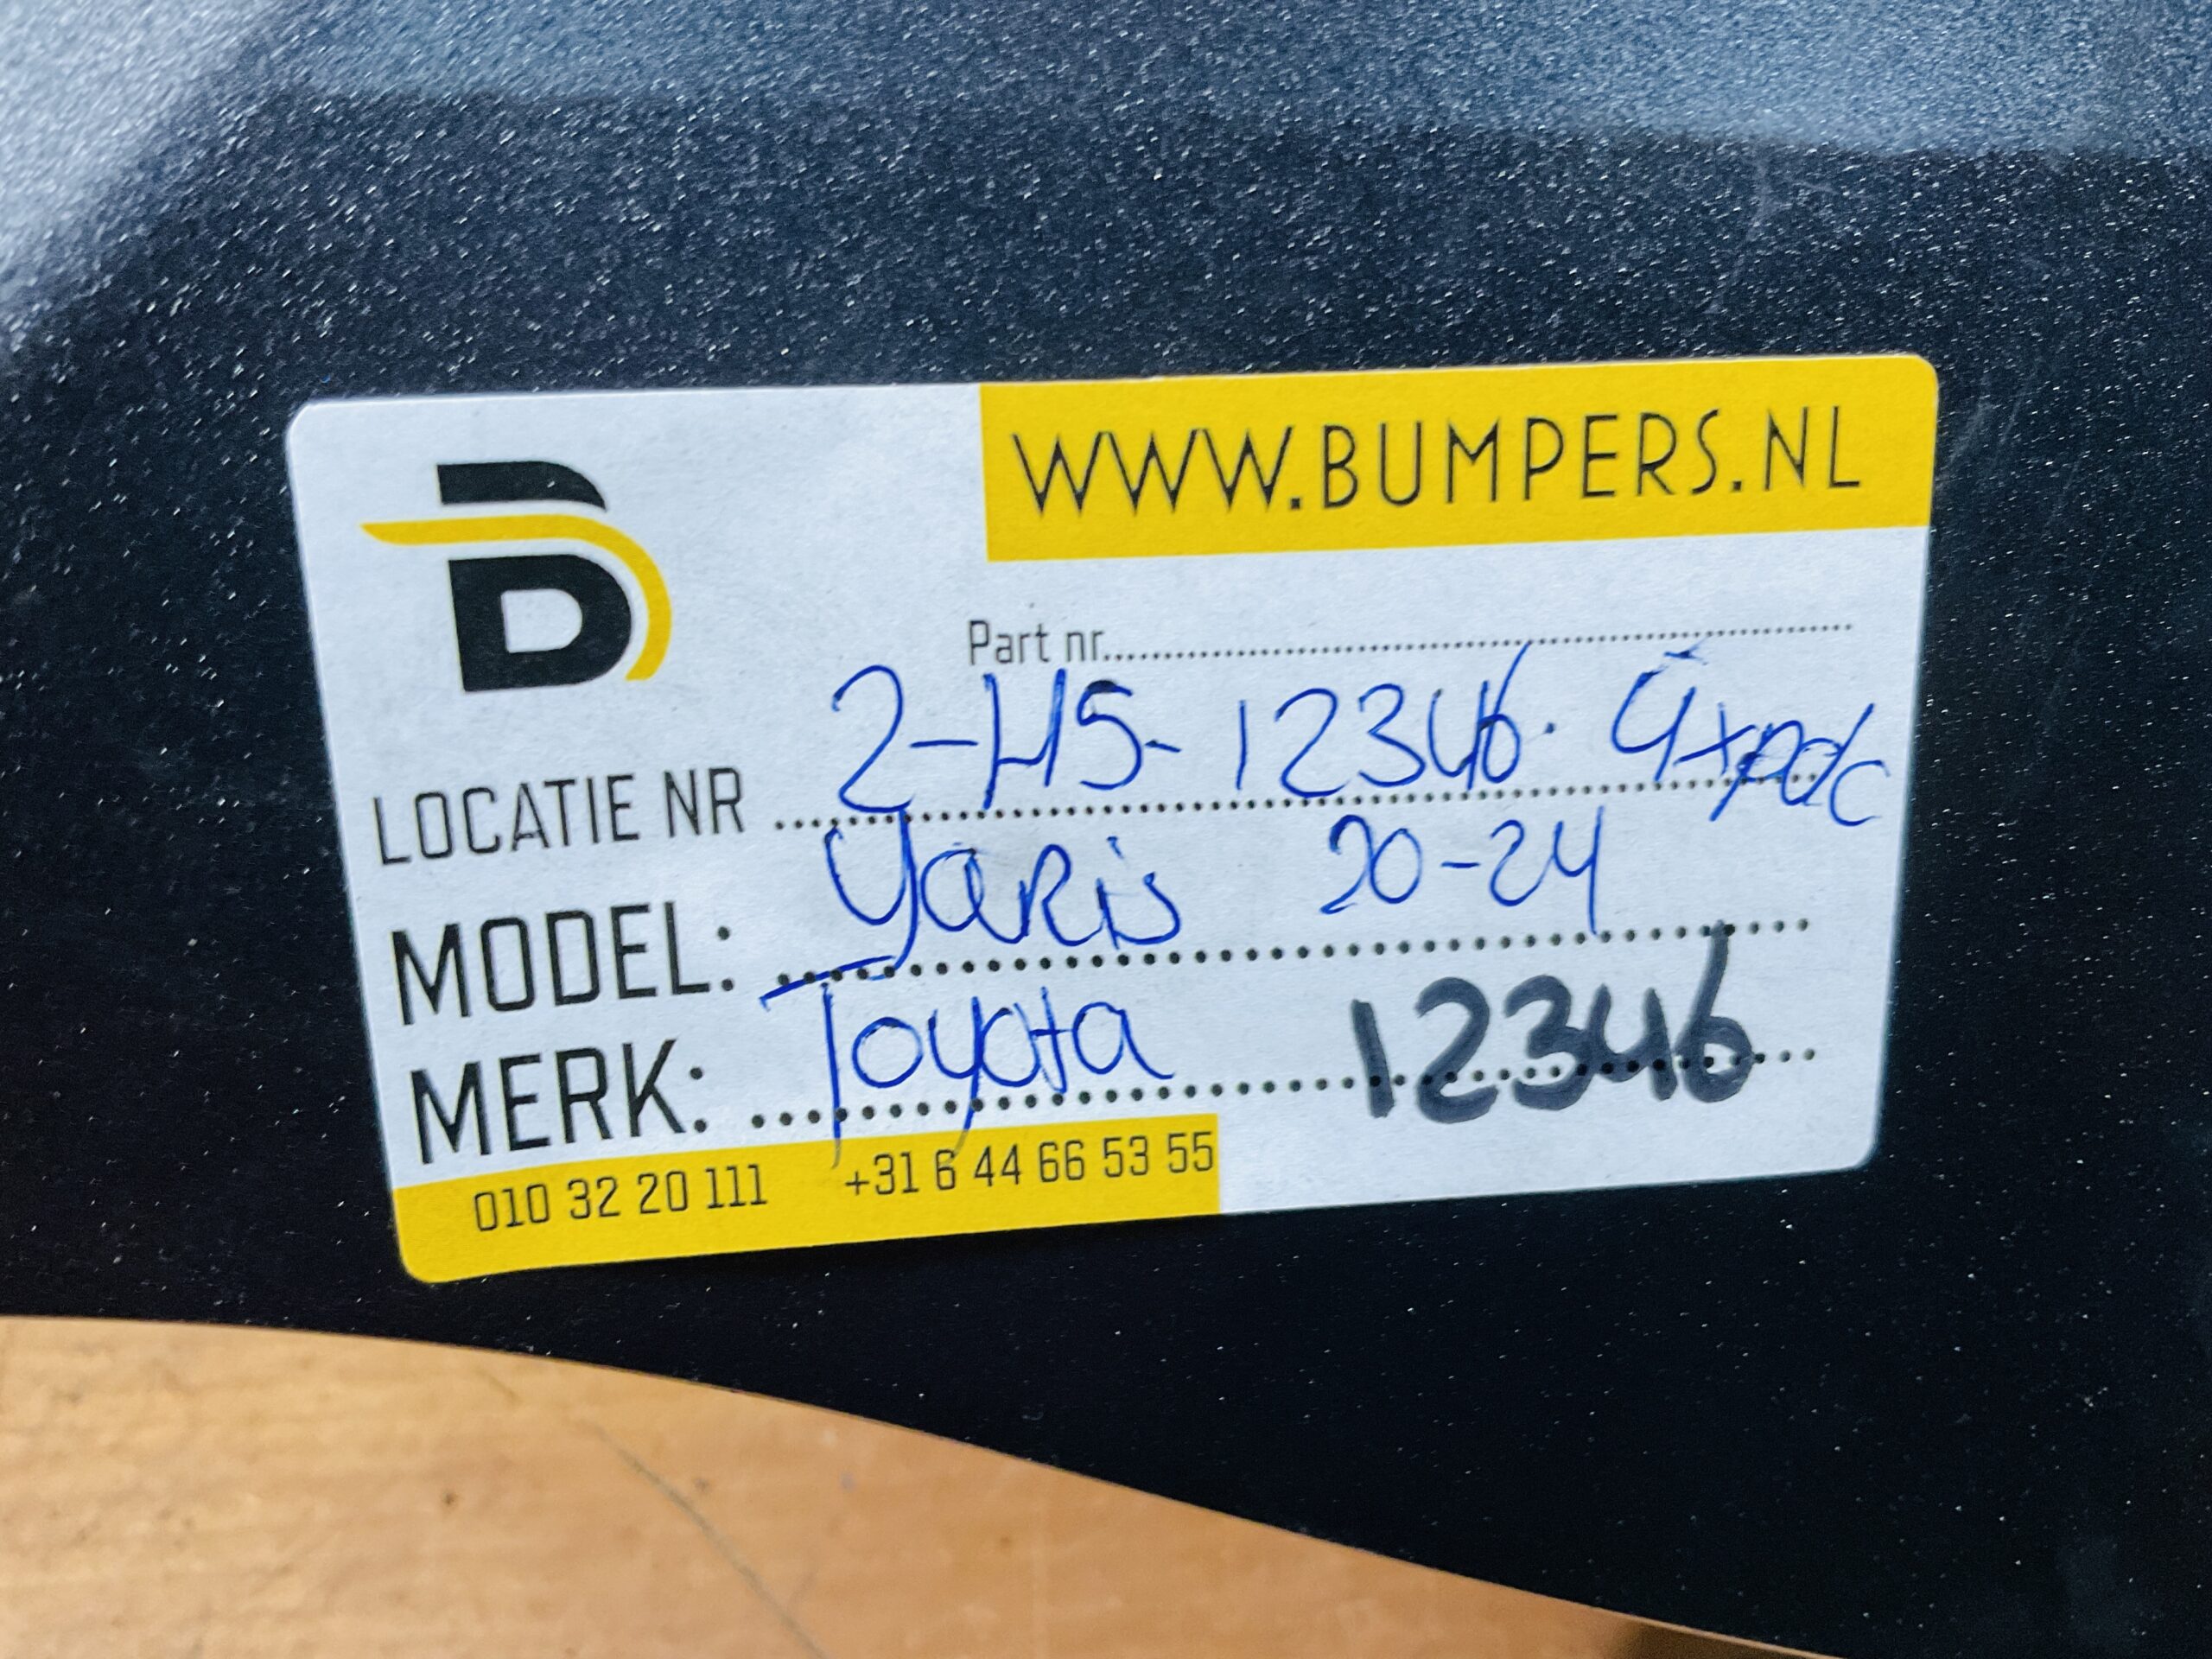 WWW.BUMPERS.NL
Part nr.
LOCATIE NR 2-H5-12346. 4xpdc
MODEL: Yaris 20-24
MERK: Toyota 12346
010 32 20 111 +31 6 44 66 53 55